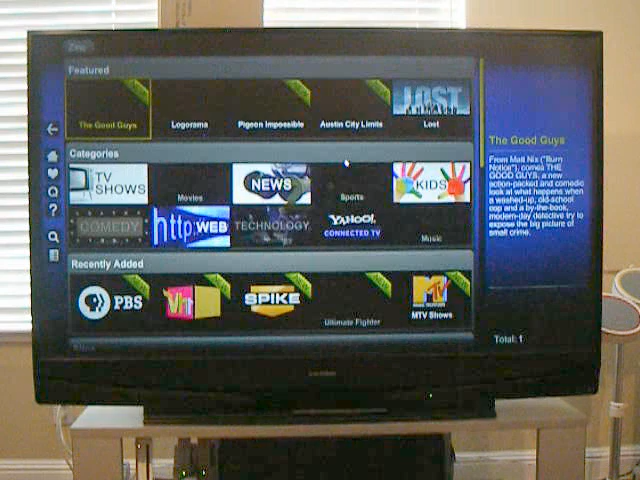 Featured
The Good Guys
Logorama
Pigeon Impossible
Austin City Limits
LOST
Lost
Categories
TV SHOWS
Movies
NEWS
Sports
KIDS
COMEDY
http: WEB
TECHNOLOGY
YAHOO!
CONNECTED TV
Music
Recently Added
PBS
VH1
SPIKE
Ultimate Fighter
MTV
MTV Shows
The Good Guys
From Matt Nix ("Burn
Notice"), comes THE
GOOD GUYS, a new
action-packed and comedic
look at what happens when
a washed-up, old-school
cop and a by-the-book,
modern-day detective try to
expose the big picture of
small crime.
Total: 1